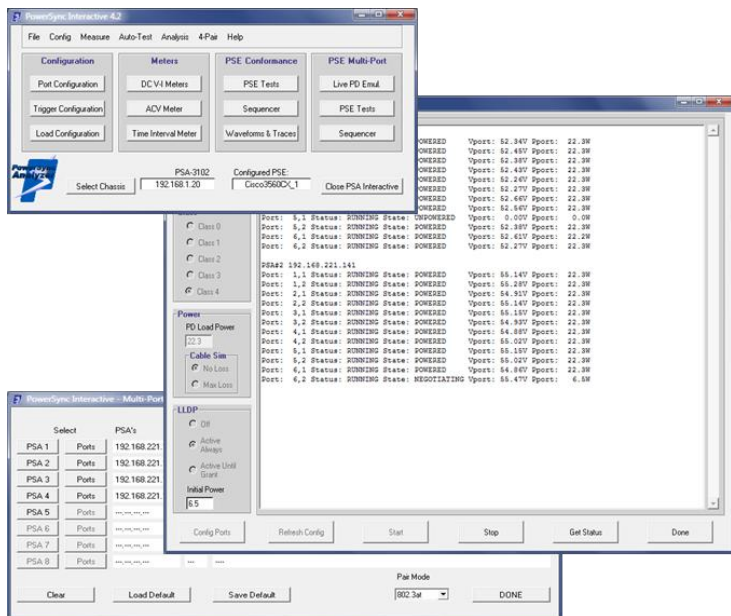 PowerSync Interactive 4.2
File Config Measure Auto-Test Analysis 4-Pair Help
Configuration Meters PSE Conformance PSE Multi-Port
Port Configuration DC V-I Meters PSE Tests Live PD Emul.
Trigger Configuration ACV Meter Sequencer PSE Tests
Load Configuration Time Interval Meter Waveforms & Traces Sequencer
PowerSync Analyzer
PSA-3102 Configured PSE:
Select Chassis 192.168.1.20 Cisco3560CX_1 Close PSA Interactive
POWERED Vport: 52.34V Pport: 22.3W
POWERED Vport: 52.45V Pport: 22.3W
POWERED Vport: 52.38V Pport: 22.3W
POWERED Vport: 52.43V Pport: 22.3W
POWERED Vport: 52.26V Pport: 22.3W
POWERED Vport: 52.27V Pport: 22.3W
POWERED Vport: 52.66V Pport: 22.3W
POWERED Vport: 52.56V Pport: 22.3W
Port: 5,1 Status: RUNNING State: UNPOWERED Vport: 0.00V Pport: 0.0W
Port: 5,2 Status: RUNNING State: POWERED Vport: 52.38V Pport: 22.3W
Port: 6,1 Status: RUNNING State: POWERED Vport: 52.61V Pport: 22.2W
Port: 6,2 Status: RUNNING State: POWERED Vport: 52.27V Pport: 22.3W
PSA#2 192.168.221.141
Port: 1,1 Status: RUNNING State: POWERED Vport: 55.14V Pport: 22.3W
Port: 1,2 Status: RUNNING State: POWERED Vport: 55.28V Pport: 22.3W
Port: 2,1 Status: RUNNING State: POWERED Vport: 54.91V Pport: 22.3W
Port: 2,2 Status: RUNNING State: POWERED Vport: 55.14V Pport: 22.3W
Port: 3,1 Status: RUNNING State: POWERED Vport: 55.15V Pport: 22.3W
Port: 3,2 Status: RUNNING State: POWERED Vport: 54.93V Pport: 22.3W
Port: 4,1 Status: RUNNING State: POWERED Vport: 54.88V Pport: 22.3W
Port: 4,2 Status: RUNNING State: POWERED Vport: 55.02V Pport: 22.3W
Port: 5,1 Status: RUNNING State: POWERED Vport: 55.15V Pport: 22.3W
Port: 5,2 Status: RUNNING State: POWERED Vport: 55.02V Pport: 22.3W
Port: 6,1 Status: RUNNING State: POWERED Vport: 54.86V Pport: 22.3W
Port: 6,2 Status: RUNNING State: NEGOTIATING Vport: 55.47V Pport: 6.5W
Class 0
Class 1
Class 2
Class 3
Class 4
Power
PD Load Power
22.3
Cable Sim
No Loss
Max Loss
LLDP
Off
Active Always
Active Until Grant
Initial Power
6.5
Config Ports Refresh Config Start Stop Get Status Done
PowerSync Interactive - Multi-Port
Select PSA's
PSA 1 Ports 192.168.221.
PSA 2 Ports 192.168.221.
PSA 3 Ports 192.168.221.
PSA 4 Ports 192.168.221.
PSA 5 Ports ---.---.---.---
PSA 6 Ports ---.---.---.---
PSA 7 Ports ---.---.---.---
PSA 8 Ports ---.---.---.--- --- ----
Pair Mode
Clear Load Default Save Default 802.3at DONE